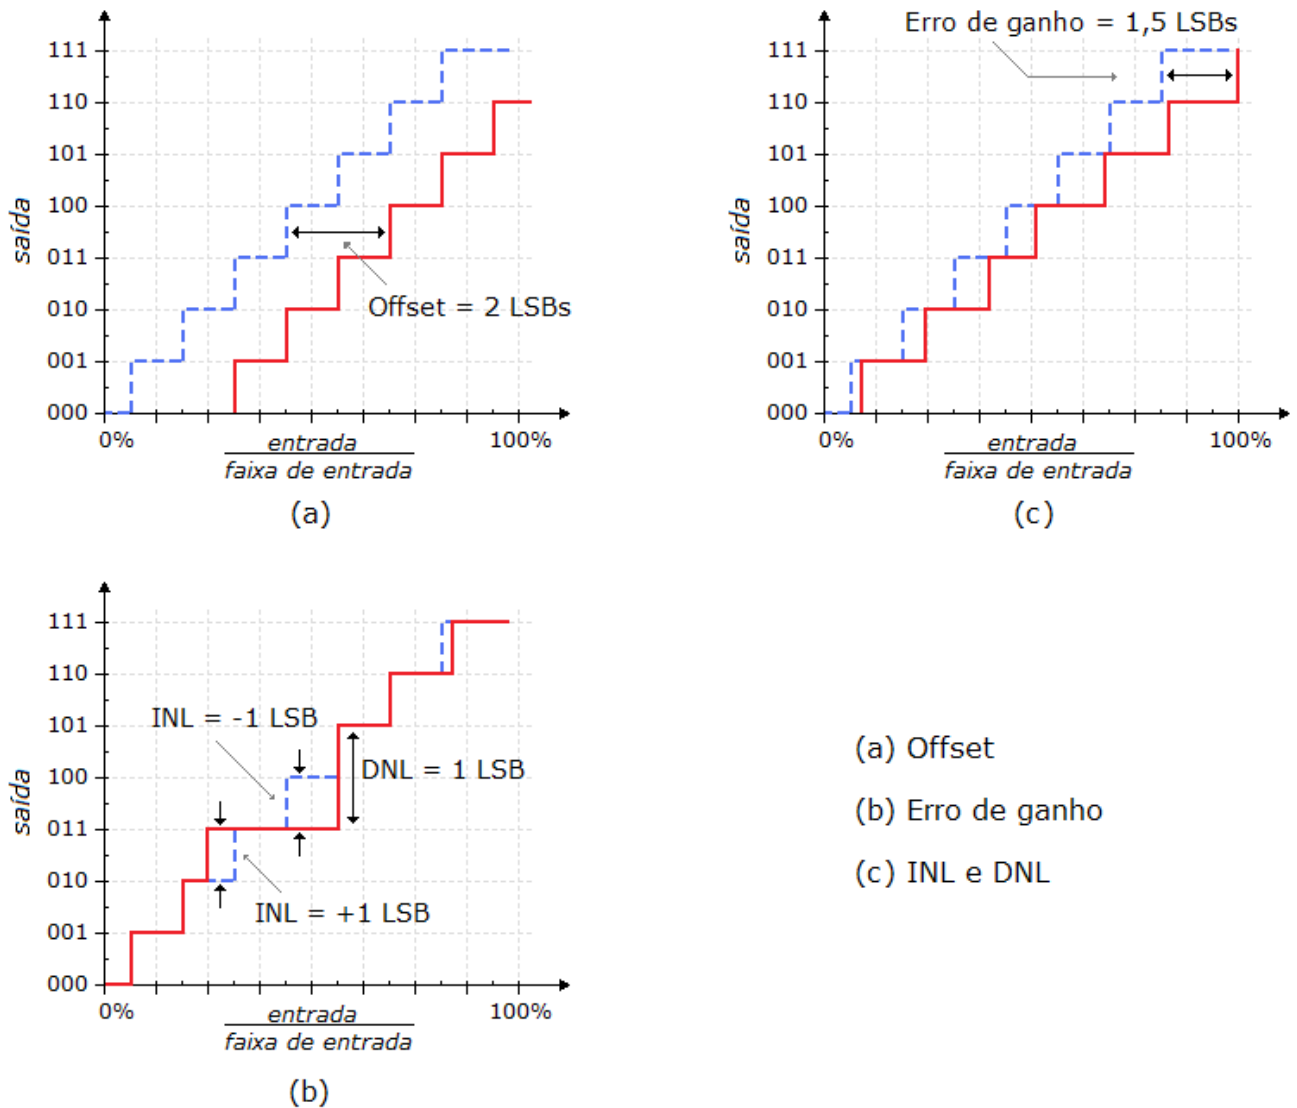 111
110
101
100
011
010
001
000
saída
Offset = 2 LSBs
0%
100%
entrada
faixa de entrada
(a)
Erro de ganho = 1,5 LSBs
111
110
101
100
011
010
001
000
saída
0%
100%
entrada
faixa de entrada
(c)
111
110
101
100
011
010
001
000
saída
INL = -1 LSB
DNL = 1 LSB
INL = +1 LSB
0%
100%
entrada
faixa de entrada
(b)
(a) Offset
(b) Erro de ganho
(c) INL e DNL